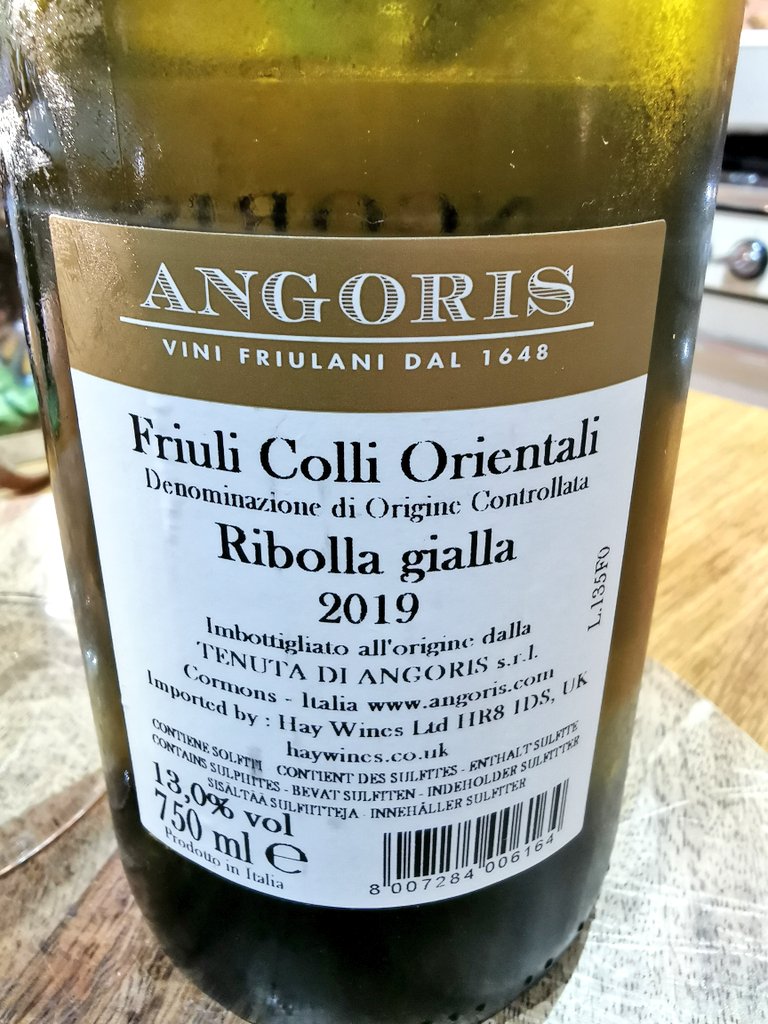 ANGORIS
VINI FRIULANI DAL 1648
Friuli Colli Orientali
Denominazione di Origine Controllata
Ribolla gialla
2019
L.135F0
Imbottigliato all'origine dalla
TENUTA DI ANGORIS s.r.l.
Cormons - Italia www.angoris.com
Imported by : Hay Wines Ltd HR8 1DS, UK
haywines.co.uk
CONTIENE SOLFITI CONTIENT DES SULFITES - ENTHALT SULFITE
CONTAINS SULPHITES - BEVAT SULFITEN - INDEHOLDER SULFITTER
SISÄLTÄÄ SULFIITTEJA - INNEHÅLLER SULFITER
13,0% vol
750 ml e
Prodotto in Italia
8 007284 006164